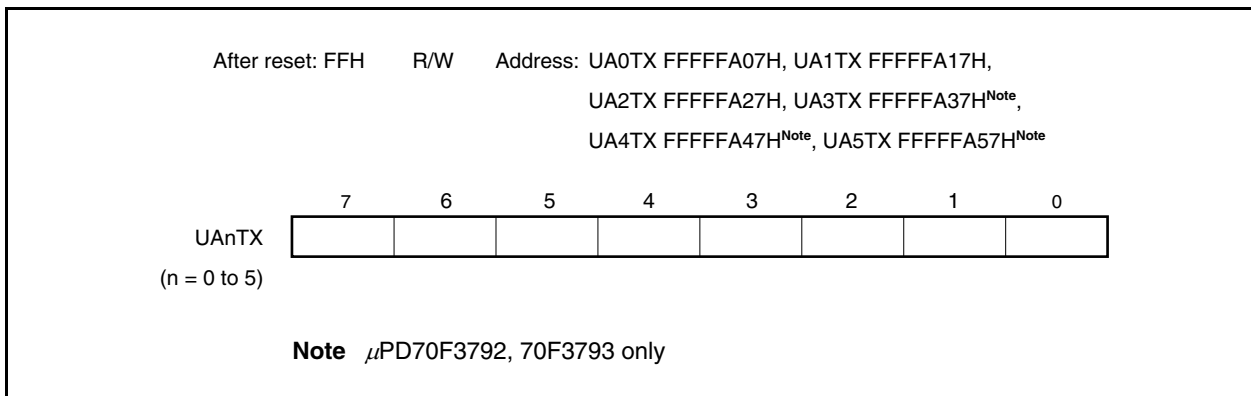 After reset: FFH R/W Address: UA0TX FFFFFA07H, UA1TX FFFFFA17H,
UA2TX FFFFFA27H, UA3TX FFFFFA37HNote,
UA4TX FFFFFA47HNote, UA5TX FFFFFA57HNote
7 6 5 4 3 2 1 0
UAnTX
(n = 0 to 5)
Note μPD70F3792, 70F3793 only